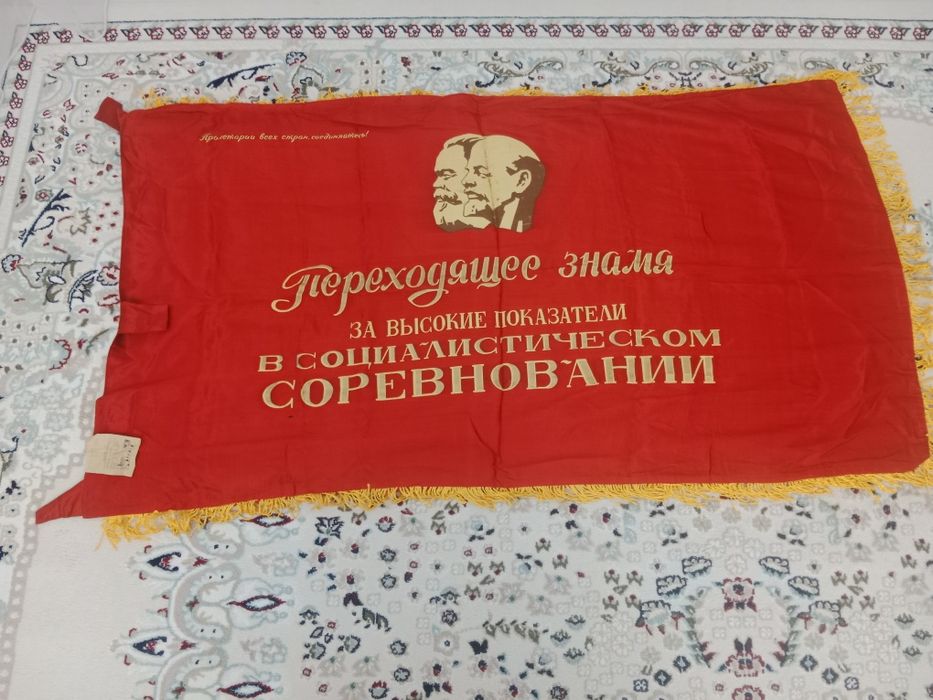 Пролетарии всех стран, соединяйтесь!
Переходящее знамя
ЗА ВЫСОКИЕ ПОКАЗАТЕЛИ
В СОЦИАЛИСТИЧЕСКОМ
СОРЕВНОВАНИИ